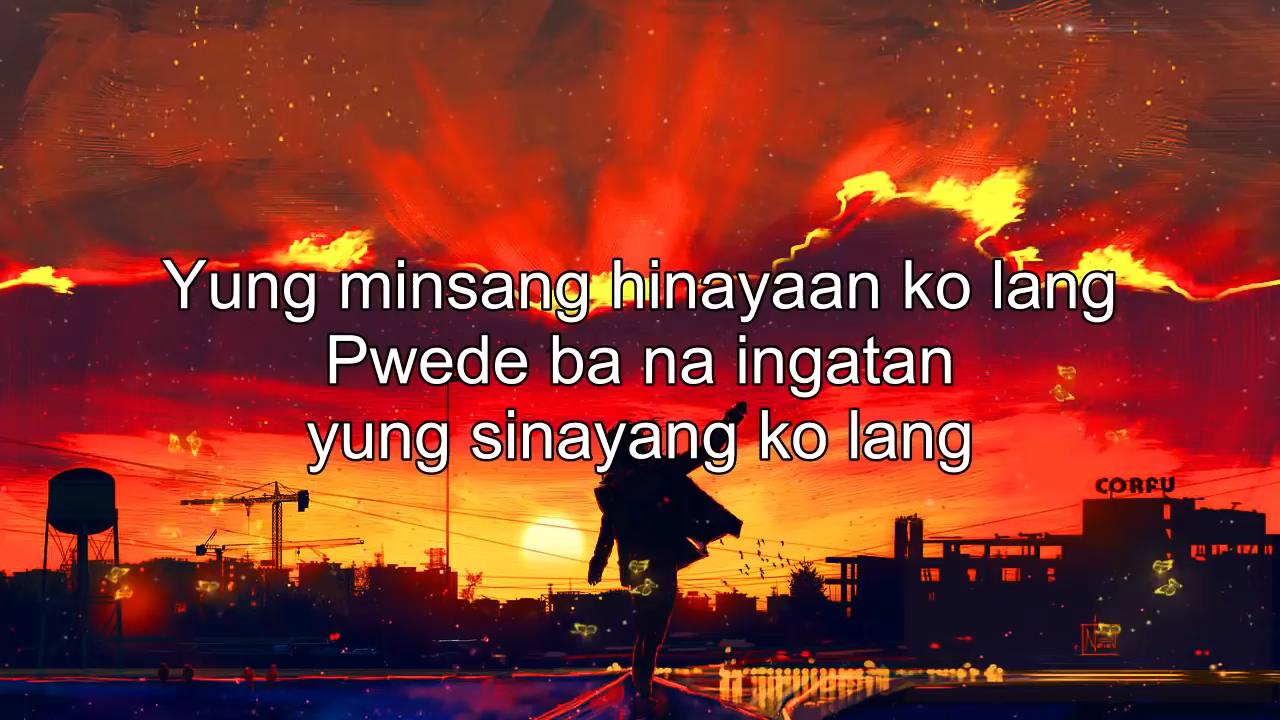 Yung minsang hinayaan ko lang
Pwede ba na ingatan
yung sinayang ko lang
CORFU